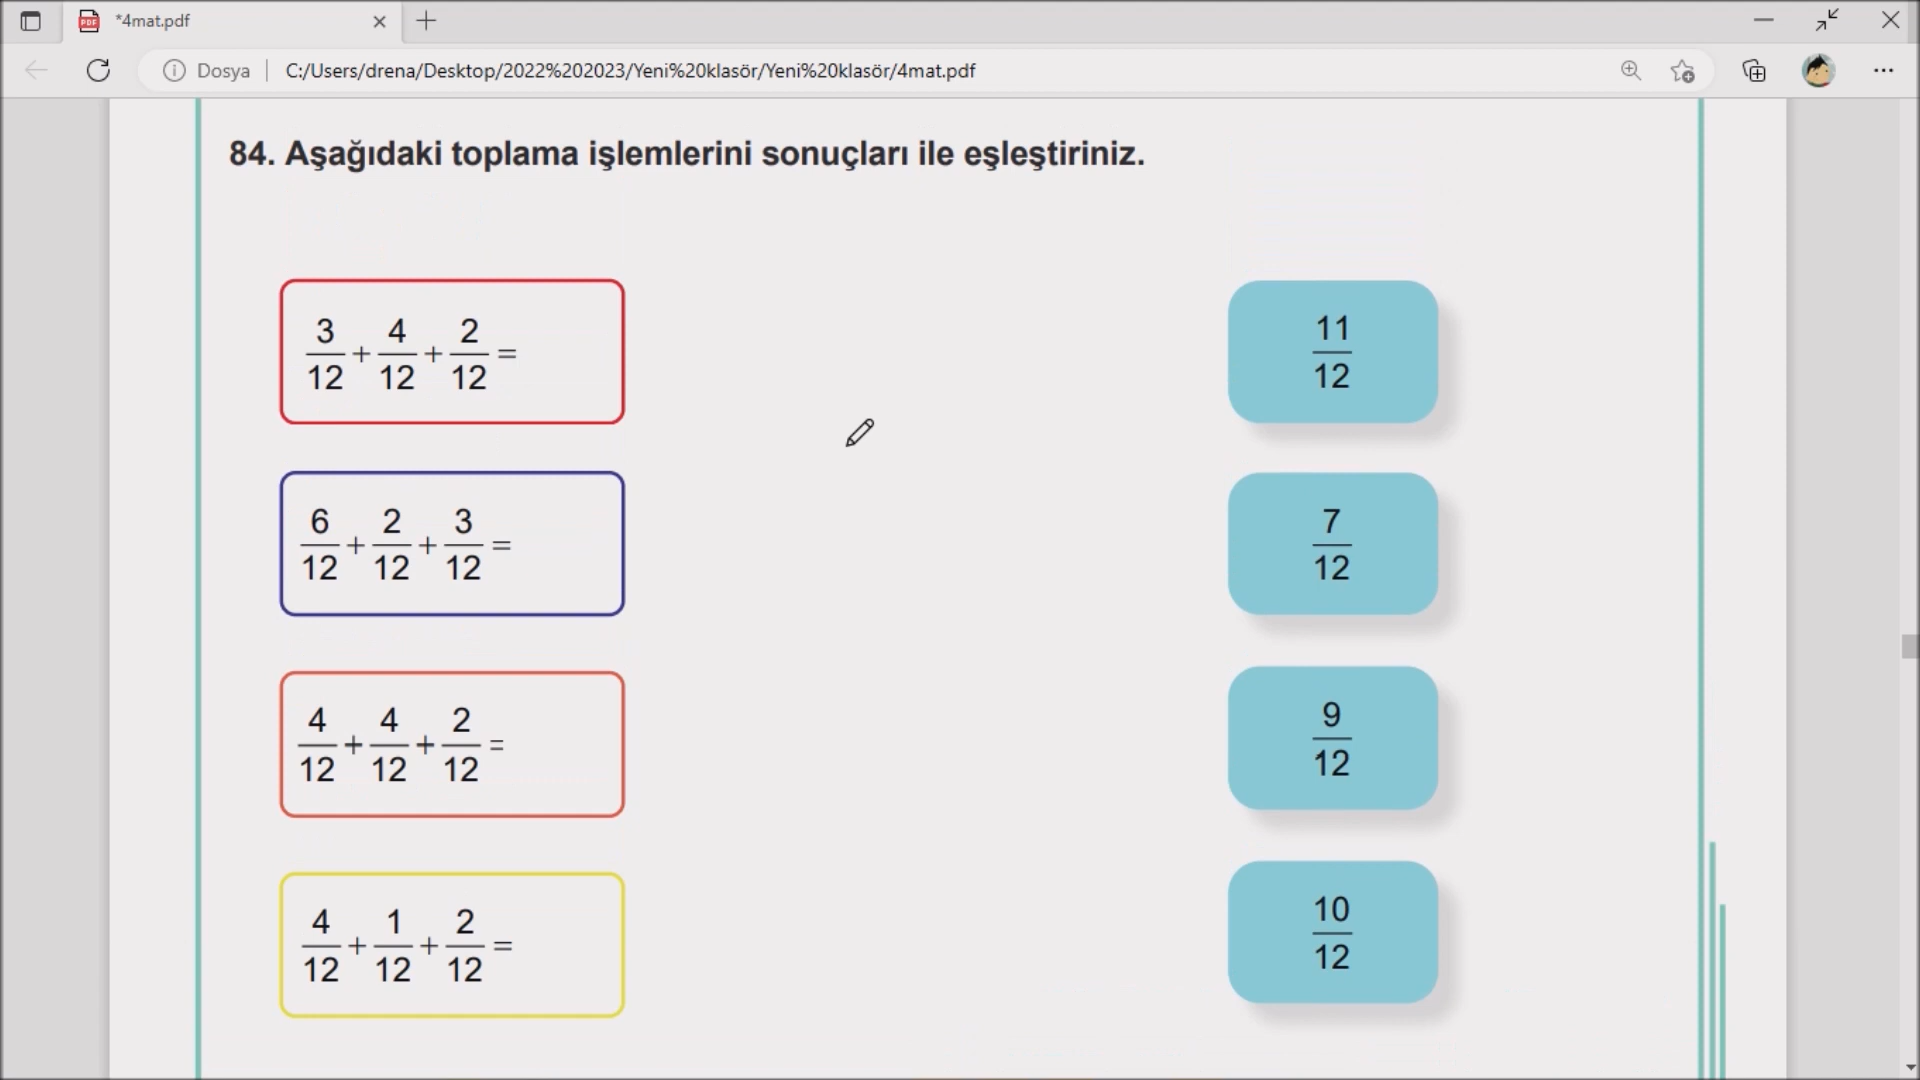 *4mat.pdf
Dosya
C:/Users/drena/Desktop/2022%202023/Yeni%20klasör/Yeni%20klasör/4mat.pdf
84. Aşağıdaki toplama işlemlerini sonuçları ile eşleştiriniz.
3/12 + 4/12 + 2/12 =
11/12
6/12 + 2/12 + 3/12 =
7/12
4/12 + 4/12 + 2/12 =
9/12
4/12 + 1/12 + 2/12 =
10/12